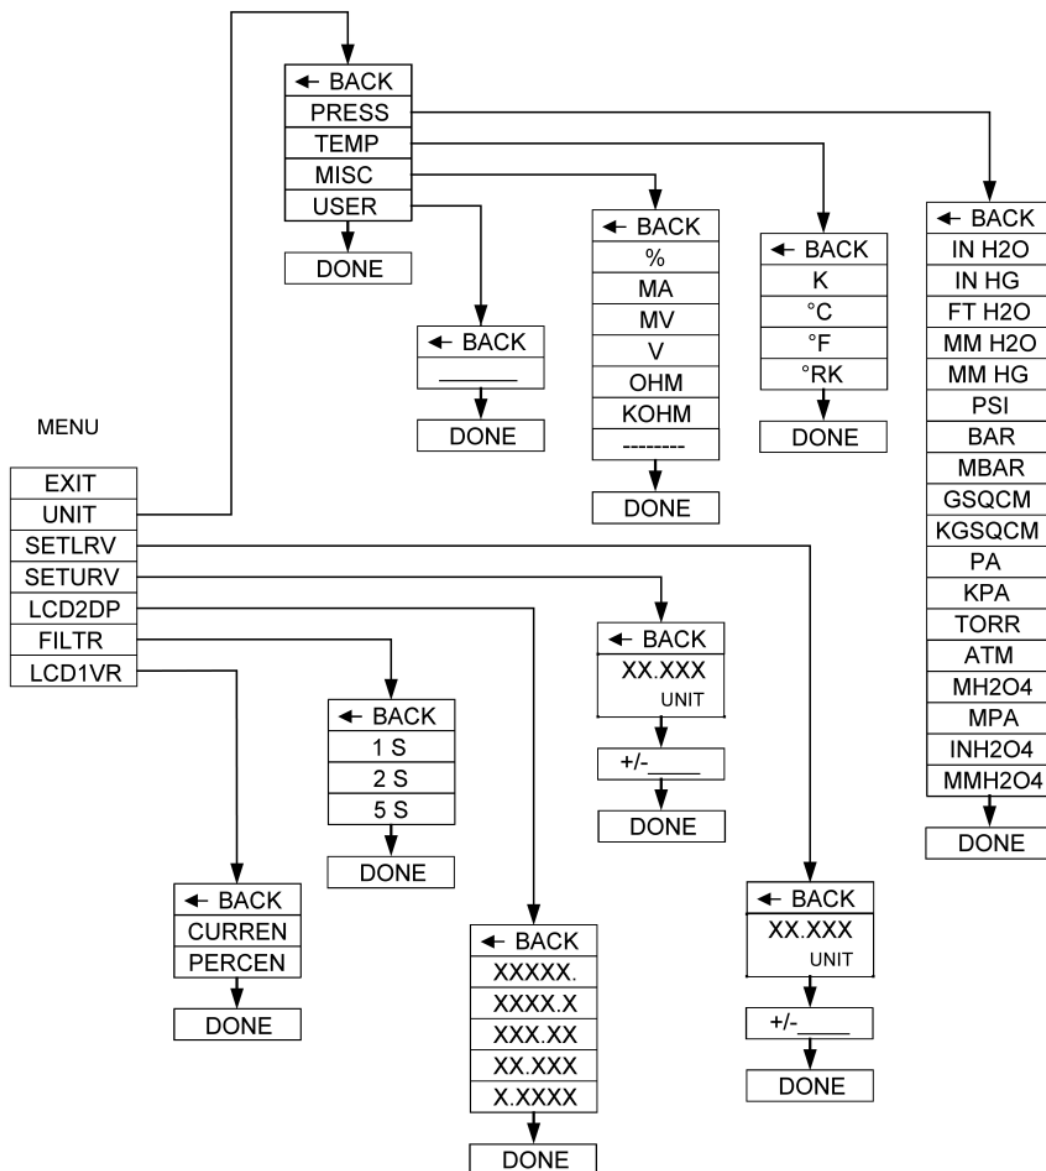 ← BACK
PRESS
TEMP
MISC
USER
DONE
← BACK
_______
DONE
← BACK
%
MA
MV
V
OHM
KOHM
--------
DONE
← BACK
K
°C
°F
°RK
DONE
← BACK
IN H2O
IN HG
FT H2O
MM H2O
MM HG
PSI
BAR
MBAR
GSQCM
KGSQCM
PA
KPA
TORR
ATM
MH2O4
MPA
INH2O4
MMH2O4
DONE
MENU
EXIT
UNIT
SETLRV
SETURV
LCD2DP
FILTR
LCD1VR
← BACK
XX.XXX
UNIT
+/-____
DONE
← BACK
1 S
2 S
5 S
DONE
← BACK
CURREN
PERCEN
DONE
← BACK
XXXXX.
XXXX.X
XXX.XX
XX.XXX
X.XXXX
DONE
← BACK
XX.XXX
UNIT
+/-____
DONE